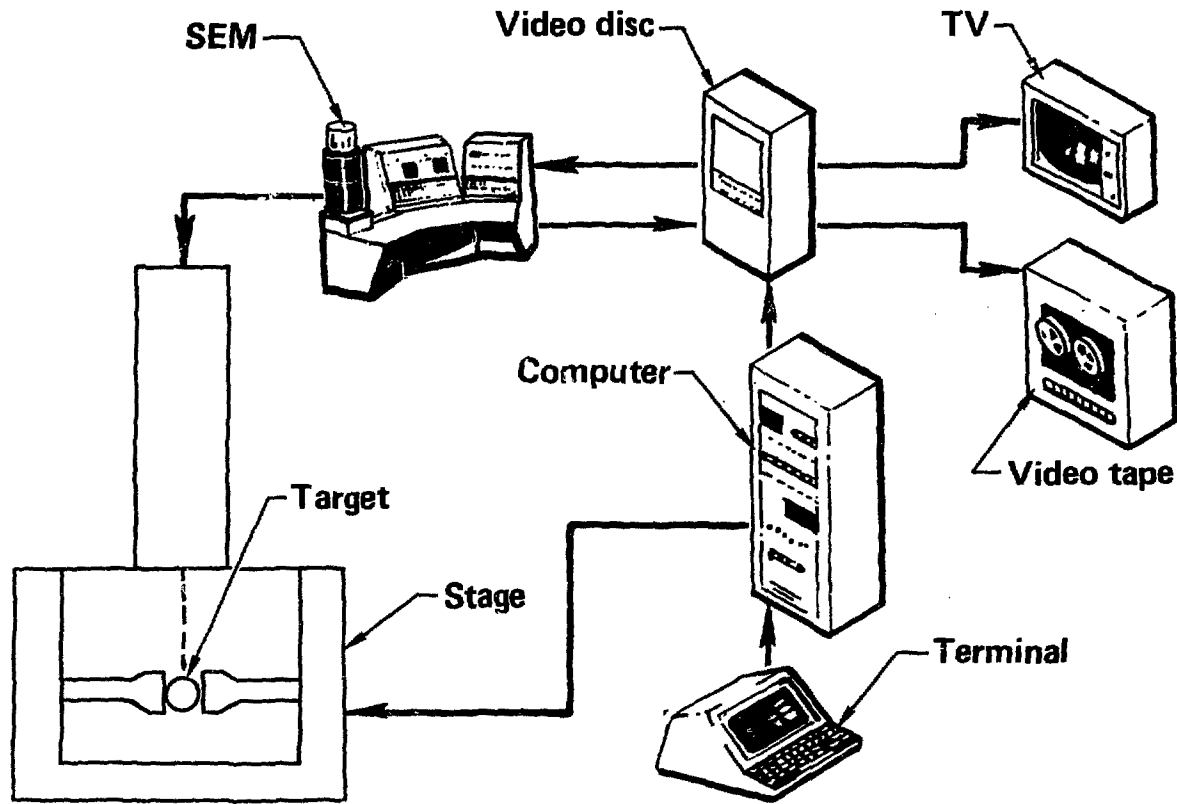 SEM
Video disc
TV
Computer
Video tape
Target
Stage
Terminal